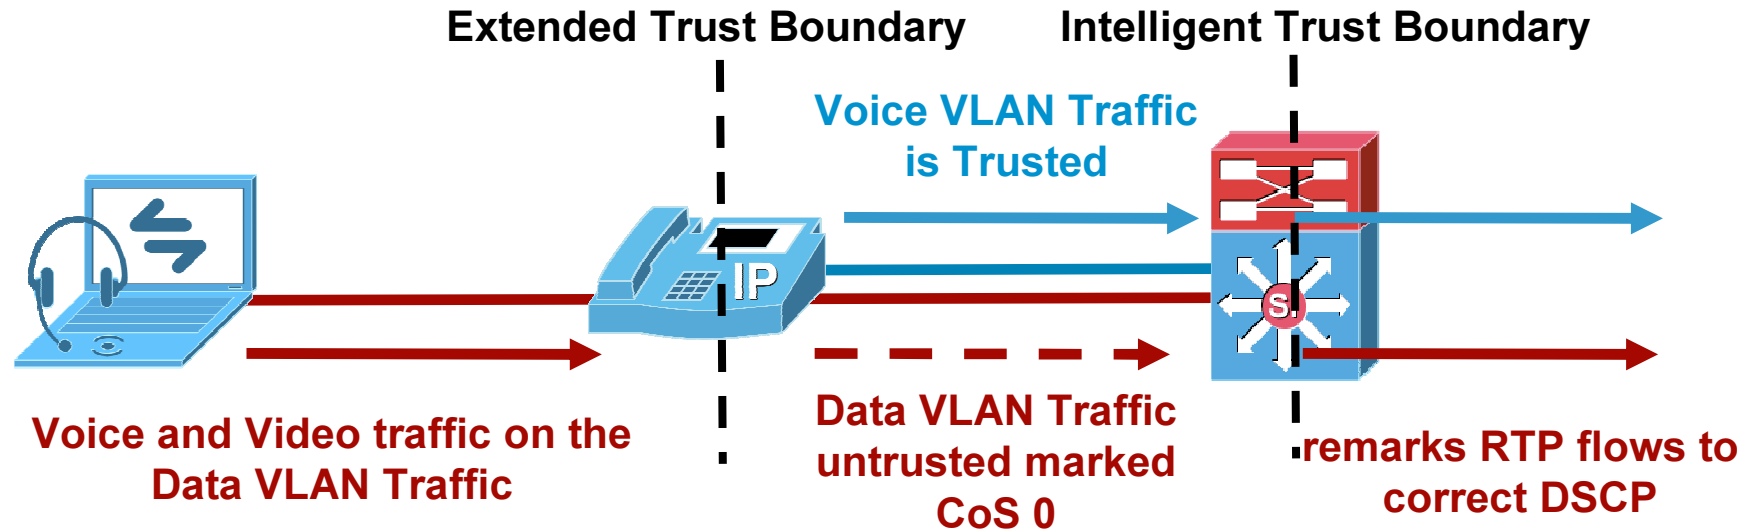 Extended Trust Boundary
Intelligent Trust Boundary
Voice VLAN Traffic
is Trusted
IP
Voice and Video traffic on the
Data VLAN Traffic
Data VLAN Traffic
untrusted marked
CoS 0
remarks RTP flows to
correct DSCP